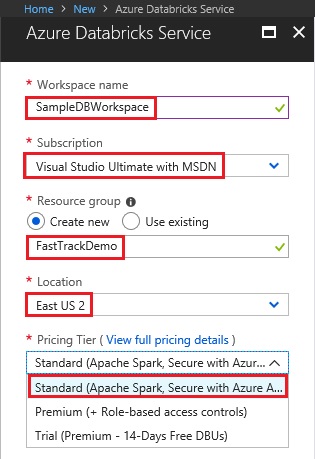 Home > New > Azure Databricks Service
Azure Databricks Service
* Workspace name
SampleDBWorkspace
* Subscription
Visual Studio Ultimate with MSDN
* Resource group
Create new Use existing
FastTrackDemo
* Location
East US 2
* Pricing Tier ( View full pricing details )
Standard (Apache Spark, Secure with Azur...
Standard (Apache Spark, Secure with Azure A...
Premium (+ Role-based access controls)
Trial (Premium - 14-Days Free DBUs)